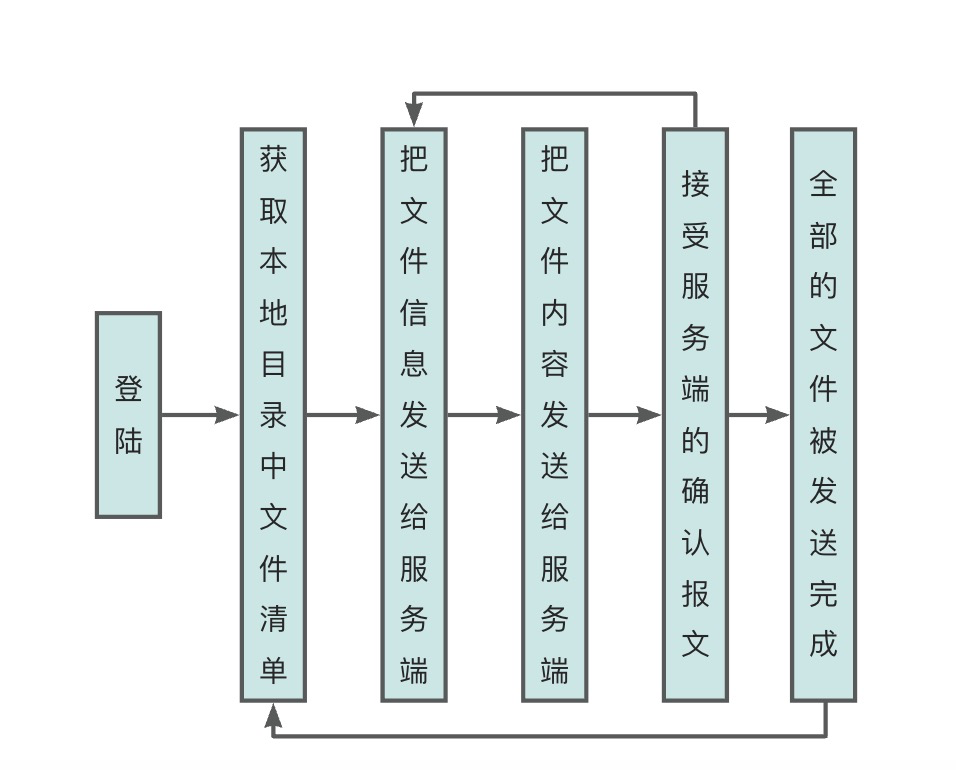 登陆
获取本地目录中文件清单
把文件信息发送给服务端
把文件内容发送给服务端
接受服务端的确认报文
全部的文件被发送完成